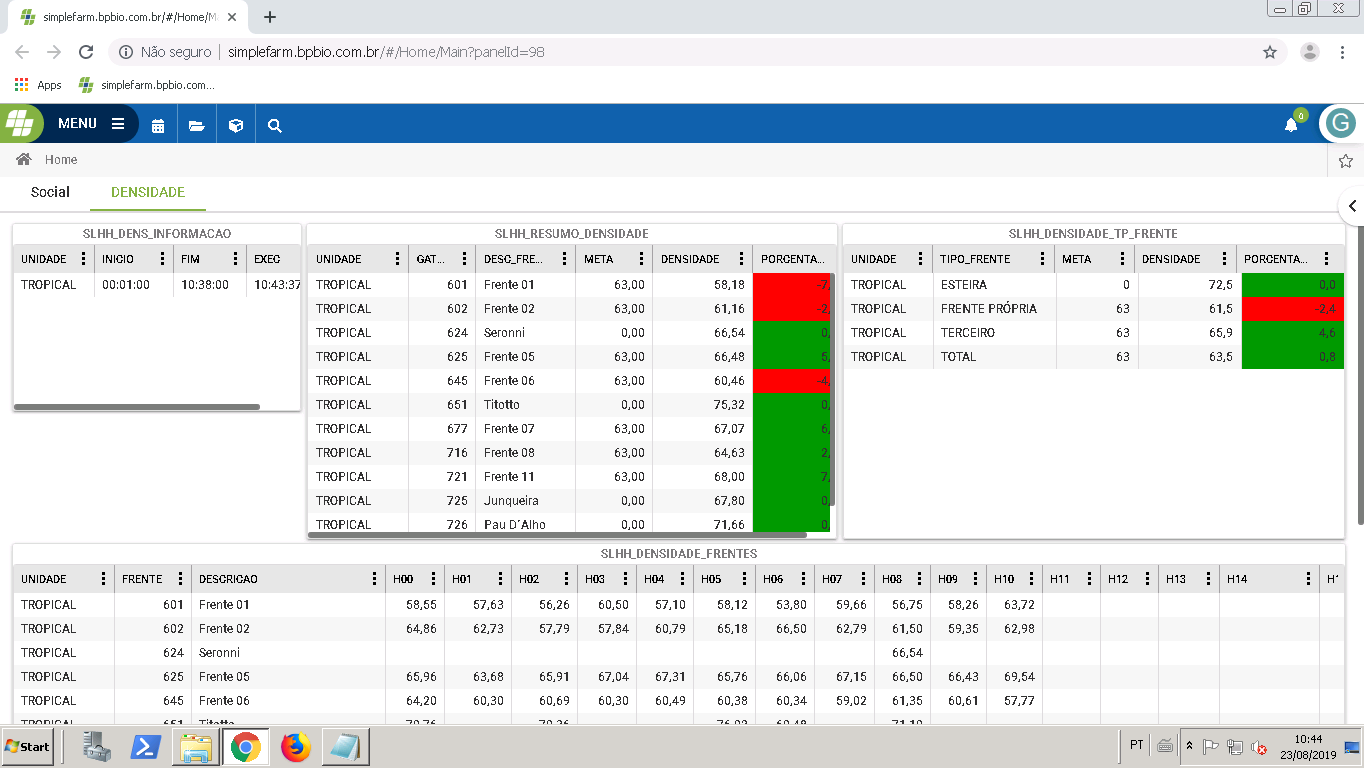 simplefarm.bpbio.com.br/#/Home/M
Não seguro simplefarm.bpbio.com.br/#/Home/Main?panelId=98
Apps simplefarm.bpbio.com...
MENU 0 G
Home
Social DENSIDADE
SLHH_DENS_INFORMACAO
UNIDADE INICIO FIM EXEC
TROPICAL 00:01:00 10:38:00 10:43:37
SLHH_RESUMO_DENSIDADE
UNIDADE GAT... DESC_FRE... META DENSIDADE PORCENTA...
TROPICAL 601 Frente 01 63,00 58,18 -7,
TROPICAL 602 Frente 02 63,00 61,16 -2,
TROPICAL 624 Seronni 0,00 66,54 0,
TROPICAL 625 Frente 05 63,00 66,48 5,
TROPICAL 645 Frente 06 63,00 60,46 -4,
TROPICAL 651 Titotto 0,00 75,32 0,
TROPICAL 677 Frente 07 63,00 67,07 6,
TROPICAL 716 Frente 08 63,00 64,63 2,
TROPICAL 721 Frente 11 63,00 68,00 7,
TROPICAL 725 Junqueira 0,00 67,80 0,
TROPICAL 726 Pau D´Alho 0,00 71,66 0,
SLHH_DENSIDADE_TP_FRENTE
UNIDADE TIPO_FRENTE META DENSIDADE PORCENTA...
TROPICAL ESTEIRA 0 72,5 0,0
TROPICAL FRENTE PRÓPRIA 63 61,5 -2,4
TROPICAL TERCEIRO 63 65,9 4,6
TROPICAL TOTAL 63 63,5 0,8
SLHH_DENSIDADE_FRENTES
UNIDADE FRENTE DESCRICAO H00 H01 H02 H03 H04 H05 H06 H07 H08 H09 H10 H11 H12 H13 H14
TROPICAL 601 Frente 01 58,55 57,63 56,26 60,50 57,10 58,12 53,80 59,66 56,75 58,26 63,72
TROPICAL 602 Frente 02 64,86 62,73 57,79 57,84 60,79 65,18 66,50 62,79 61,50 59,35 62,98
TROPICAL 624 Seronni 66,54
TROPICAL 625 Frente 05 65,96 63,68 65,91 67,04 67,31 65,76 66,06 67,15 66,50 66,43 69,54
TROPICAL 645 Frente 06 64,20 60,30 60,69 60,30 60,49 60,38 60,34 59,02 61,35 60,61 57,77
TROPICAL 651 Titotto
Start PT 10:44
23/08/2019